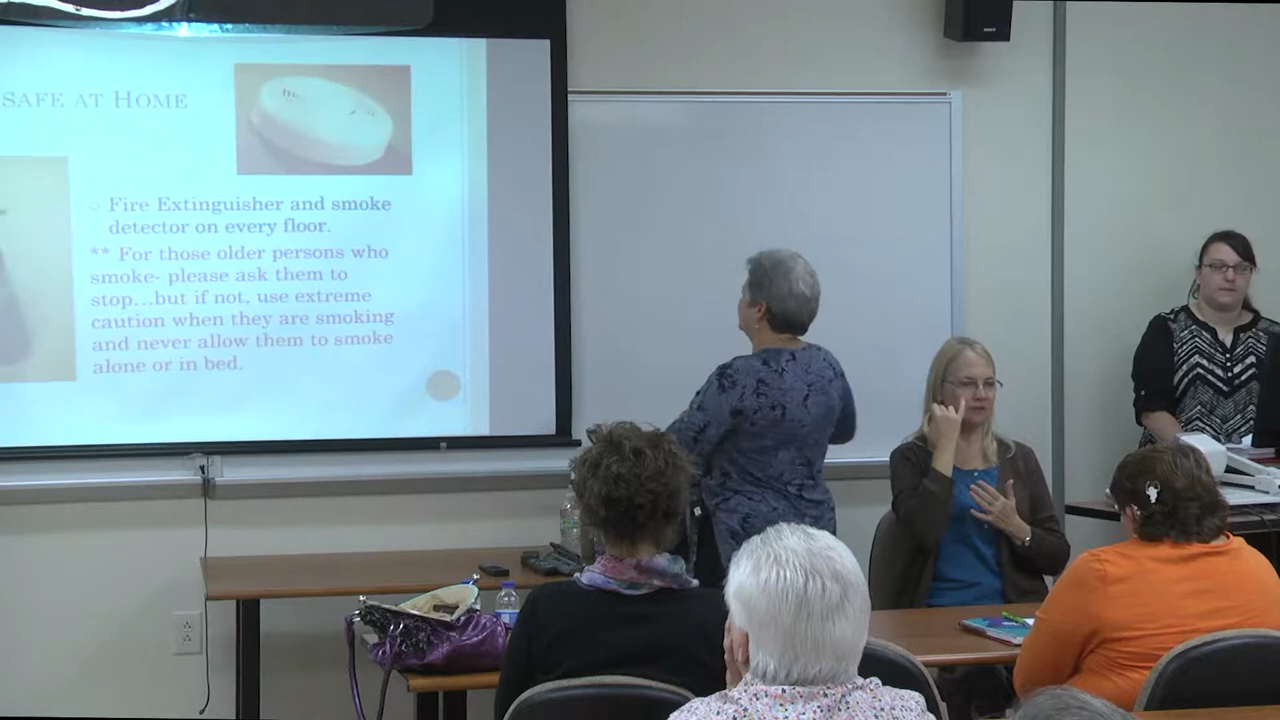 SAFE AT HOME
Fire Extinguisher and smoke
detector on every floor.
** For those older persons who
smoke- please ask them to
stop...but if not, use extreme
caution when they are smoking
and never allow them to smoke
alone or in bed.
SONY